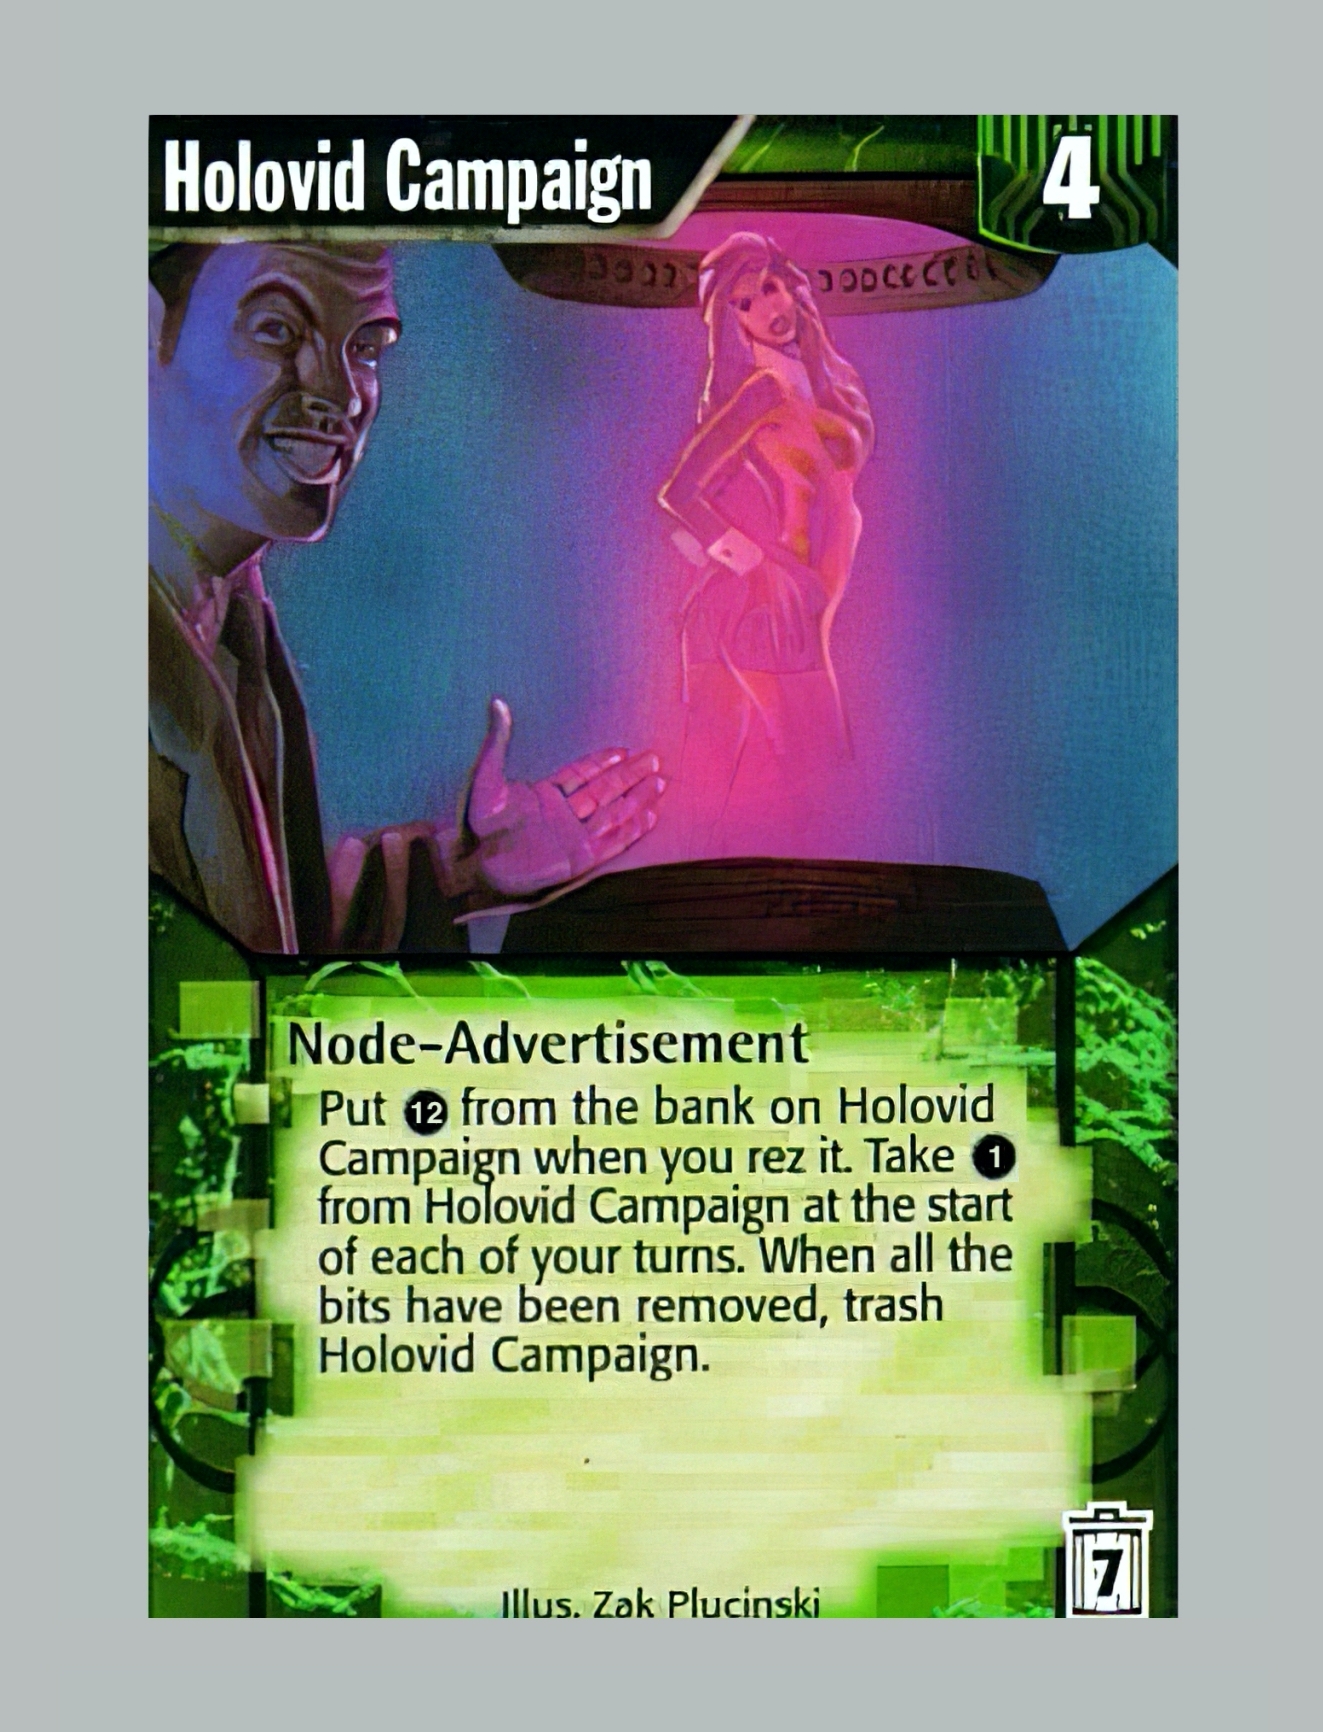 Holovid Campaign
4
Node-Advertisement
Put 12 from the bank on Holovid
Campaign when you rez it. Take 1
from Holovid Campaign at the start
of each of your turns. When all the
bits have been removed, trash
Holovid Campaign.
7
Illus. Zak Plucinski